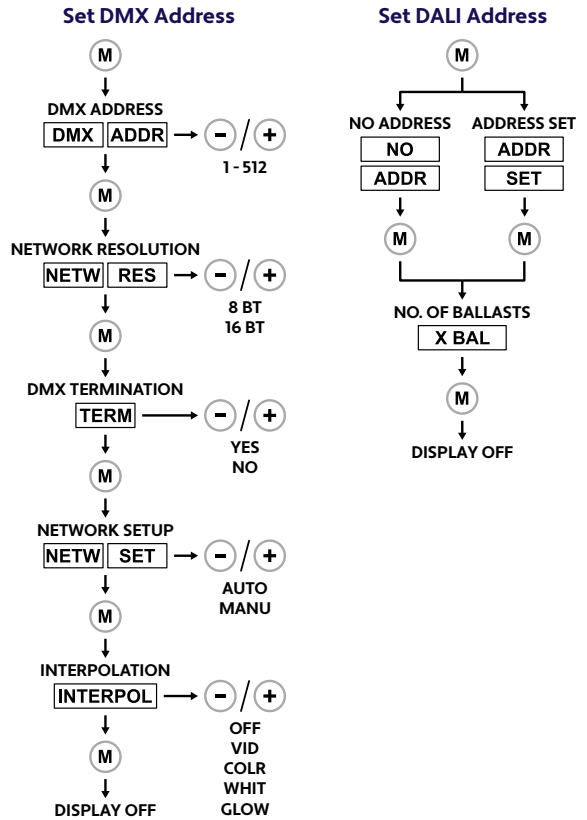 Set DMX Address
M
DMX ADDRESS
DMX ADDR - / +
1 - 512
M
NETWORK RESOLUTION
NETW RES - / +
8 BT
16 BT
M
DMX TERMINATION
TERM - / +
YES
NO
M
NETWORK SETUP
NETW SET - / +
AUTO
MANU
M
INTERPOLATION
INTERPOL - / +
OFF
VID
COLR
WHIT
GLOW
M
DISPLAY OFF
Set DALI Address
M
NO ADDRESS
NO
ADDR
M
ADDRESS SET
ADDR
SET
M
NO. OF BALLASTS
X BAL
M
DISPLAY OFF